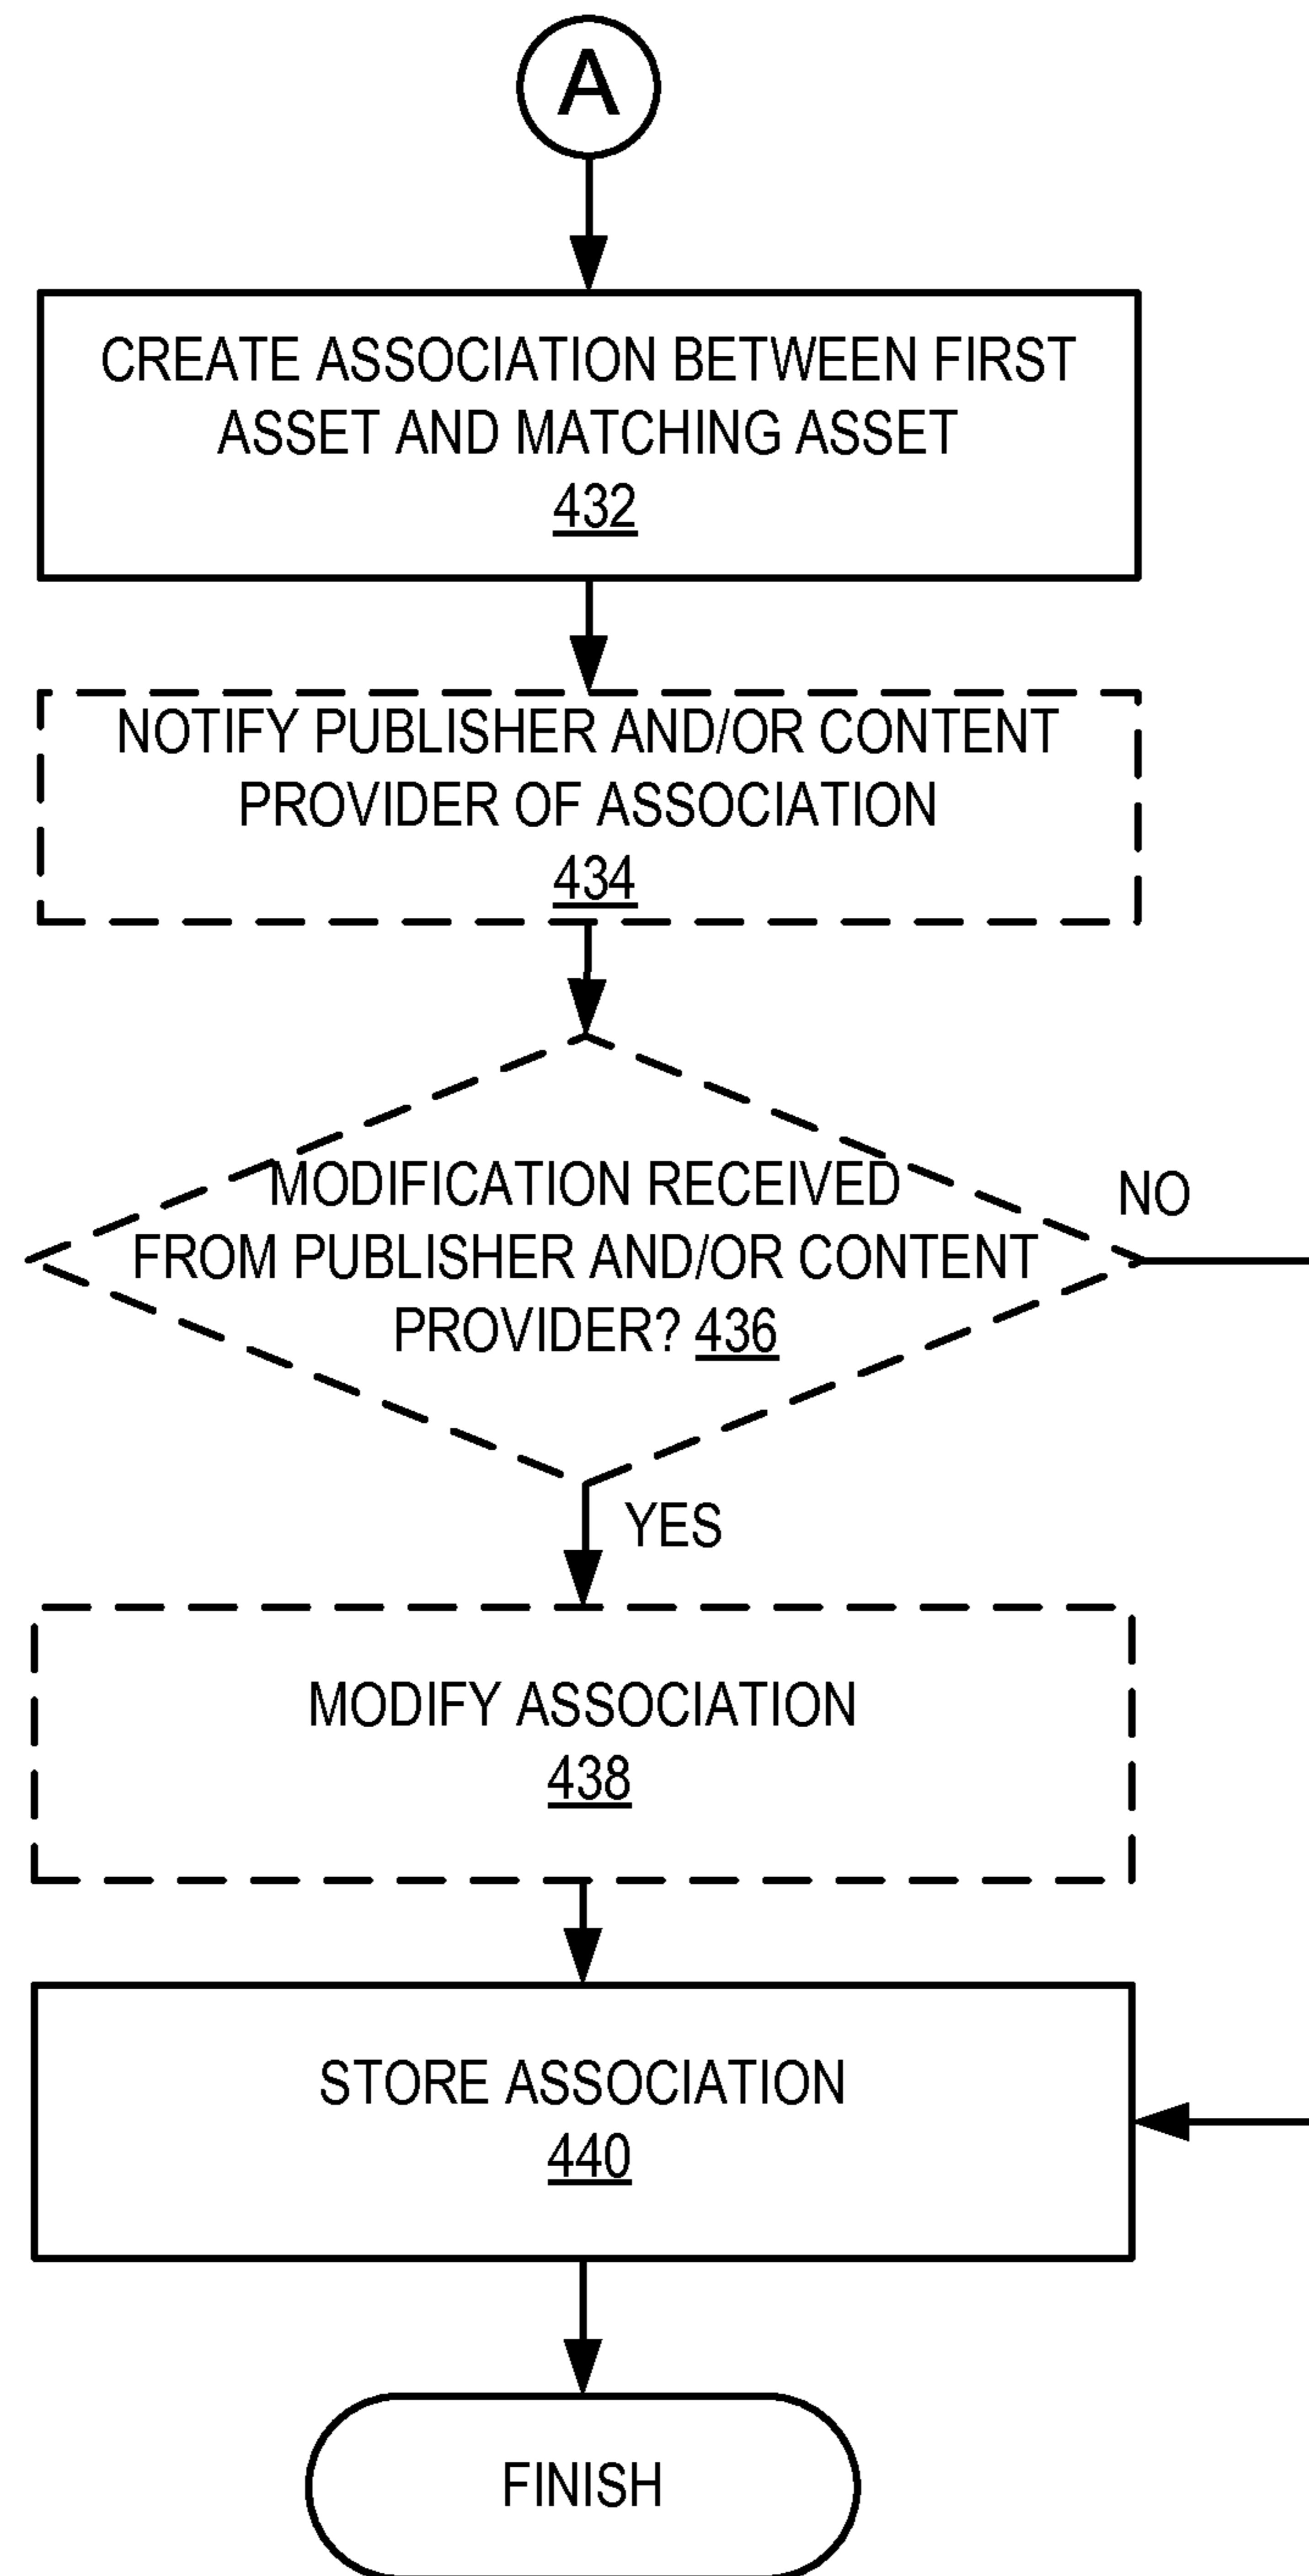 A
CREATE ASSOCIATION BETWEEN FIRST
ASSET AND MATCHING ASSET
432
NOTIFY PUBLISHER AND/OR CONTENT
PROVIDER OF ASSOCIATION
434
MODIFICATION RECEIVED
FROM PUBLISHER AND/OR CONTENT
PROVIDER? 436
NO
YES
MODIFY ASSOCIATION
438
STORE ASSOCIATION
440
FINISH